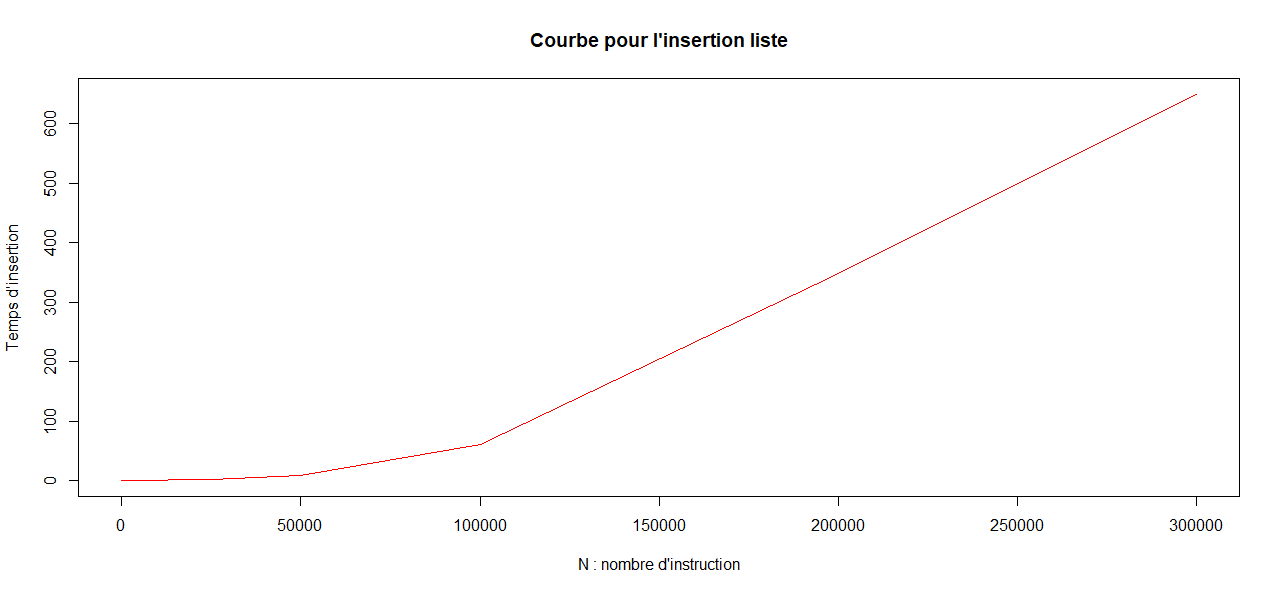 Courbe pour l'insertion liste
Temps d'insertion
600
500
400
300
200
100
0
0 50000 100000 150000 200000 250000 300000
N : nombre d'instruction